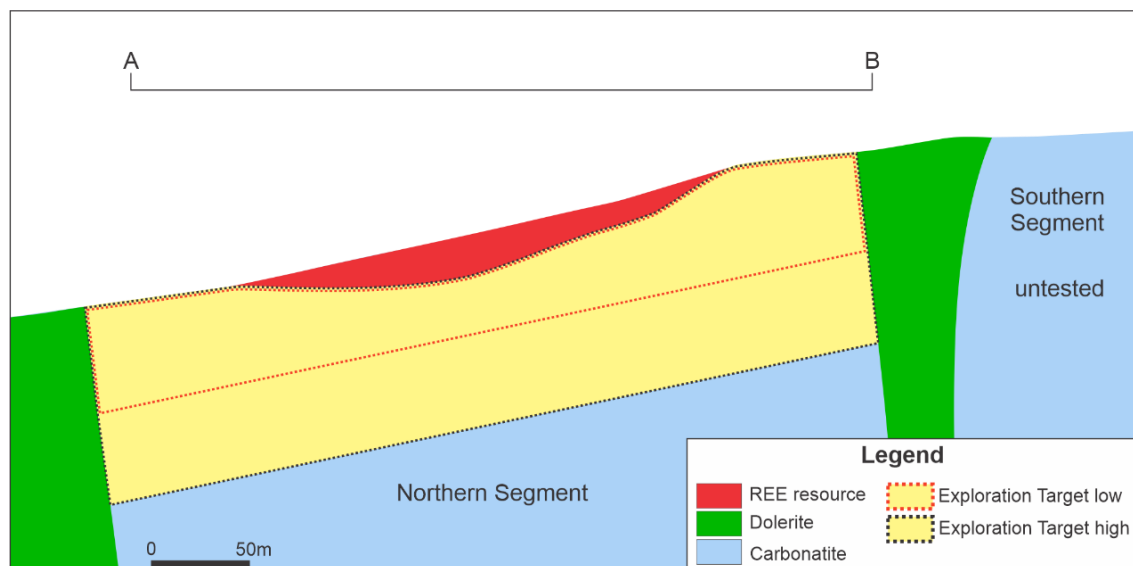 A
B
Southern
Segment
untested
Northern Segment
0
50m
Legend
REE resource
Dolerite
Carbonatite
Exploration Target low
Exploration Target high